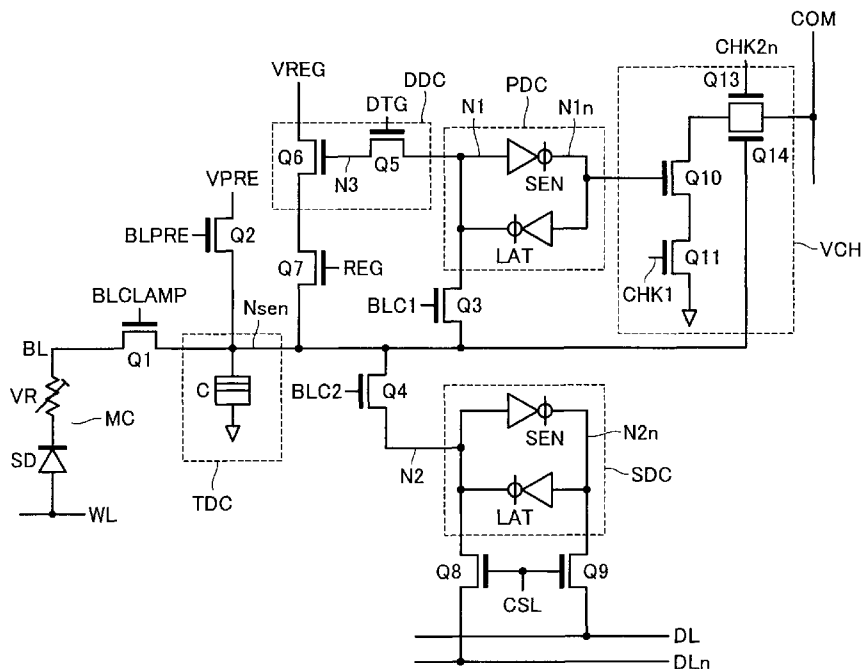 COM
CHK2n
VREG
DDC
PDC
Q13
DTG
N1
N1n
Q6
N3
Q5
SEN
Q14
VPRE
Q10
BLPRE
Q2
LAT
Q7
REG
Q11
VCH
BLCLAMP
Nsen
BLC1
Q3
CHK1
BL
Q1
C
BLC2
Q4
VR
MC
SEN
N2n
SD
N2
SDC
TDC
LAT
WL
Q8
Q9
CSL
DL
DLn